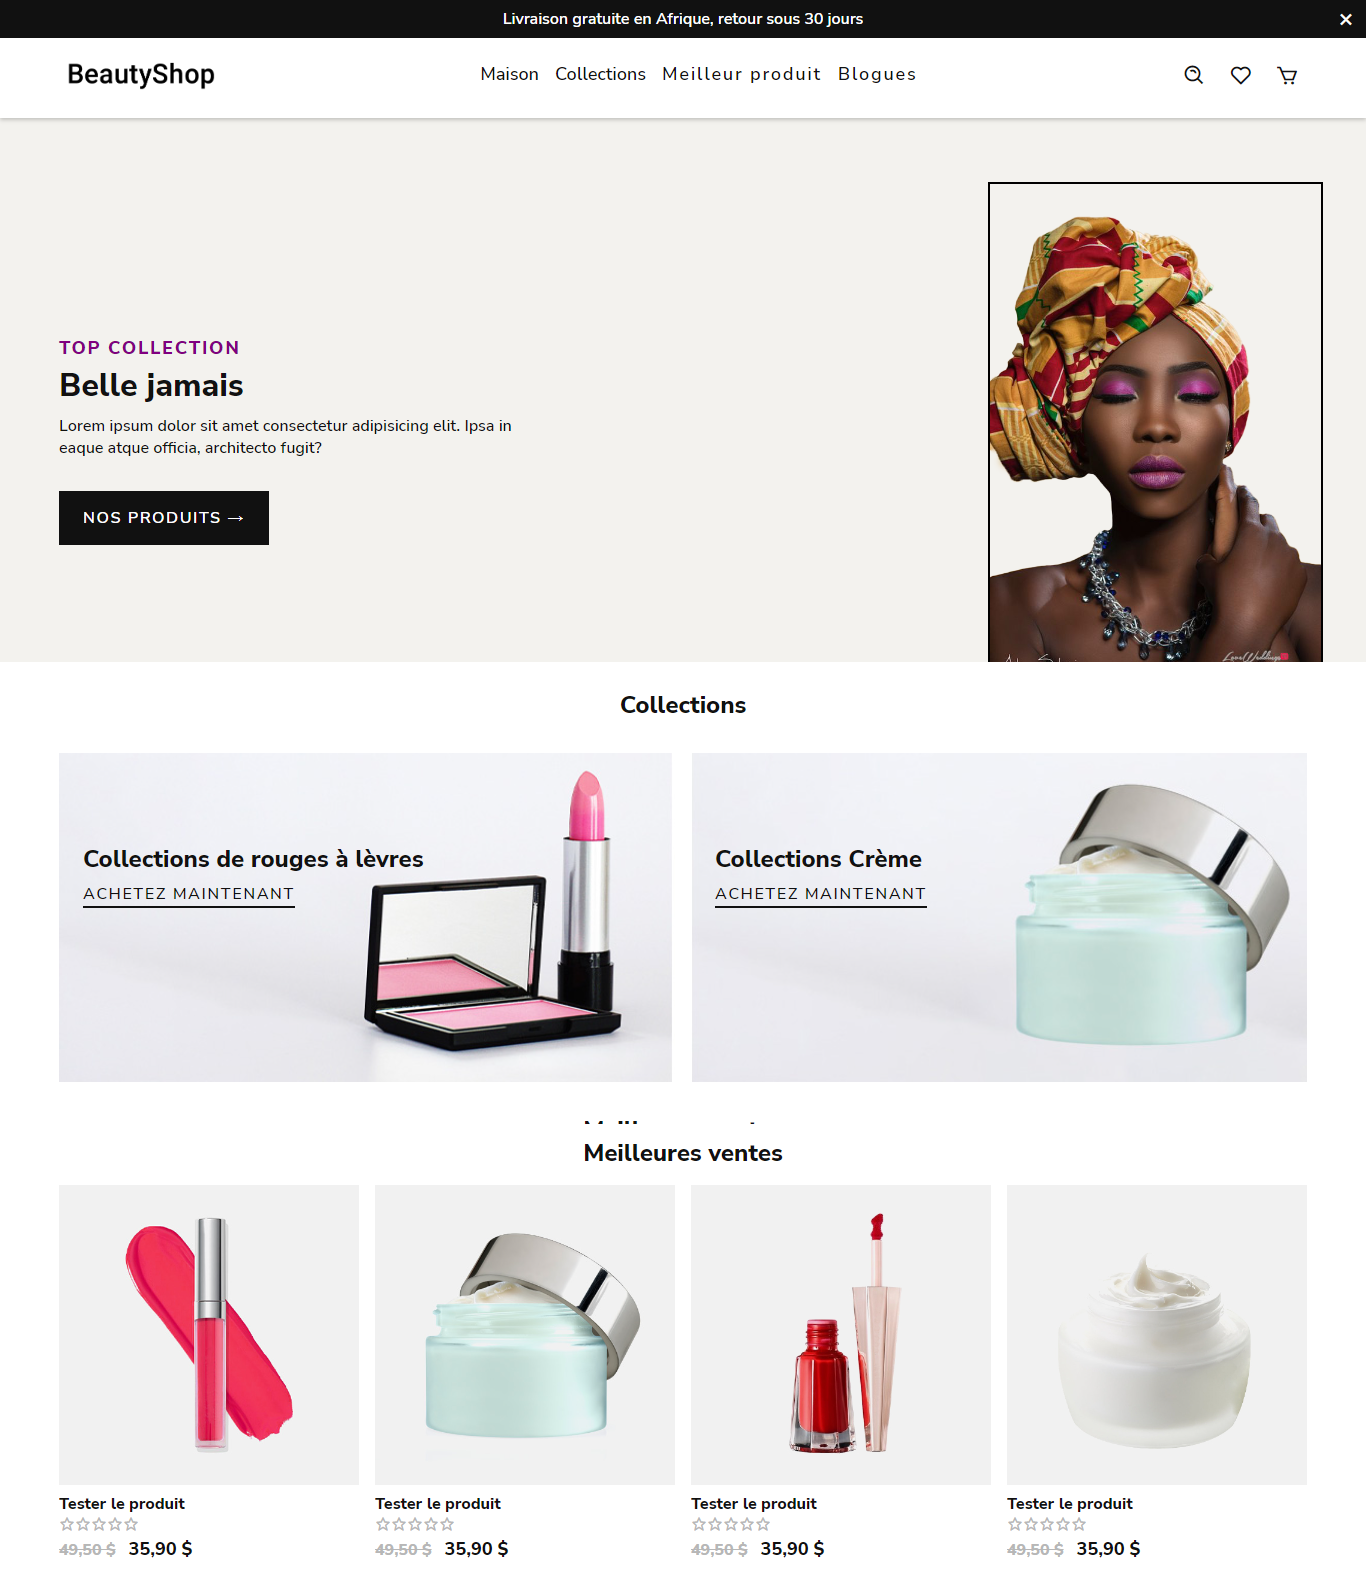 Livraison gratuite en Afrique, retour sous 30 jours ✕
BeautyShop
Maison Collections Meilleur produit Blogues
TOP COLLECTION
Belle jamais
Lorem ipsum dolor sit amet consectetur adipisicing elit. Ipsa in
eaque atque officia, architecto fugit?
NOS PRODUITS →
LoveWeddings
Collections
Collections de rouges à lèvres
ACHETEZ MAINTENANT
Collections Crème
ACHETEZ MAINTENANT
Meilleures ventes
Tester le produit
49,50 $ 35,90 $
Tester le produit
49,50 $ 35,90 $
Tester le produit
49,50 $ 35,90 $
Tester le produit
49,50 $ 35,90 $